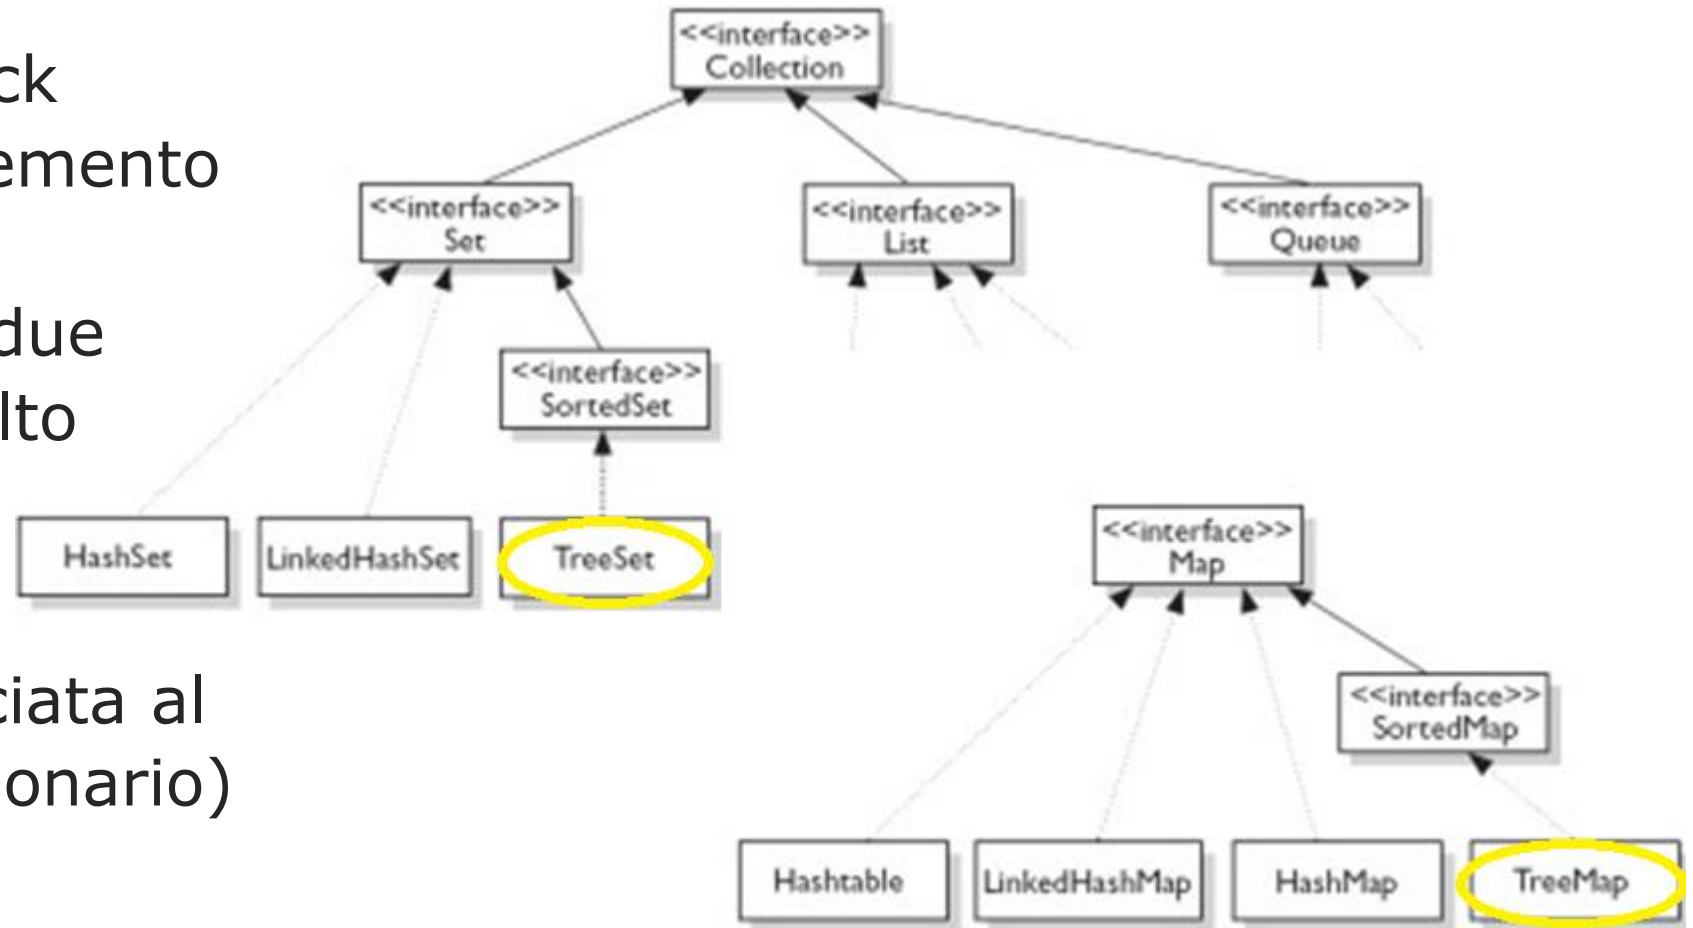 ck
emento
due
lto
ciata al
onario)
<<interface>>
Collection
<<interface>>
Set
<<interface>>
List
<<interface>>
Queue
<<interface>>
SortedSet
HashSet
LinkedHashSet
TreeSet
<<interface>>
Map
<<interface>>
SortedMap
Hashtable
LinkedHashMap
HashMap
TreeMap